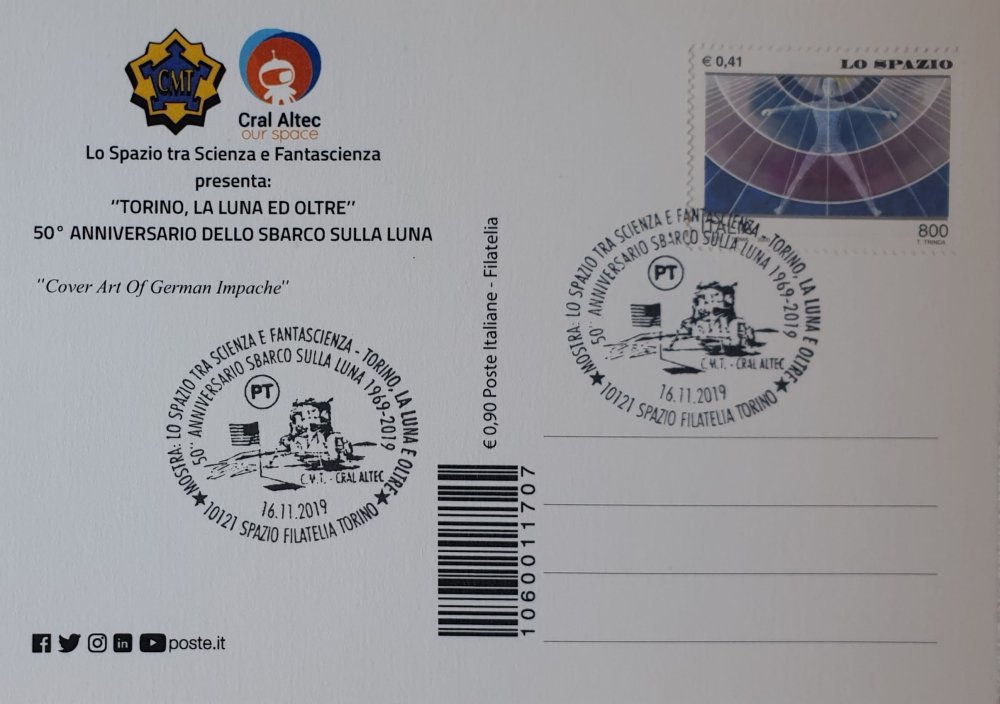 CMT
Cral Altec
our space
Lo Spazio tra Scienza e Fantascienza
presenta:
"TORINO, LA LUNA ED OLTRE"
50° ANNIVERSARIO DELLO SBARCO SULLA LUNA
"Cover Art Of German Impache"
€ 0,41
LO SPAZIO
ITALIA
800
T. TRINCA
MOSTRA: LO SPAZIO TRA SCIENZA E FANTASCIENZA - TORINO, LA LUNA E OLTRE
50° ANNIVERSARIO SBARCO SULLA LUNA 1969-2019
PT
C.M.T. - CRAL ALTEC
16.11.2019
10121 SPAZIO FILATELIA TORINO
MOSTRA: LO SPAZIO TRA SCIENZA E FANTASCIENZA - TORINO, LA LUNA E OLTRE
50° ANNIVERSARIO SBARCO SULLA LUNA 1969-2019
PT
C.M.T. - CRAL ALTEC
16.11.2019
10121 SPAZIO FILATELIA TORINO
€ 0,90 Poste Italiane - Filatelia
1060011707
poste.it